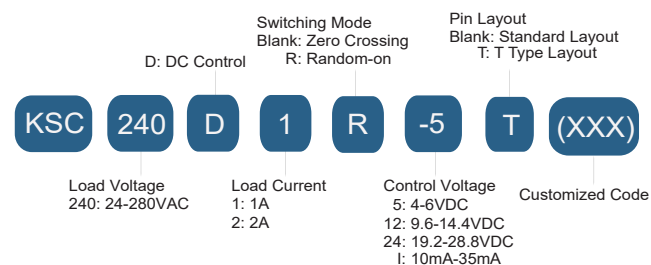 Switching Mode
Blank: Zero Crossing
R: Random-on
Pin Layout
Blank: Standard Layout
T: T Type Layout
D: DC Control
KSC 240 D 1 R -5 T (XXX)
Load Voltage
240: 24-280VAC
Load Current
1: 1A
2: 2A
Control Voltage
5: 4-6VDC
12: 9.6-14.4VDC
24: 19.2-28.8VDC
I: 10mA-35mA
Customized Code